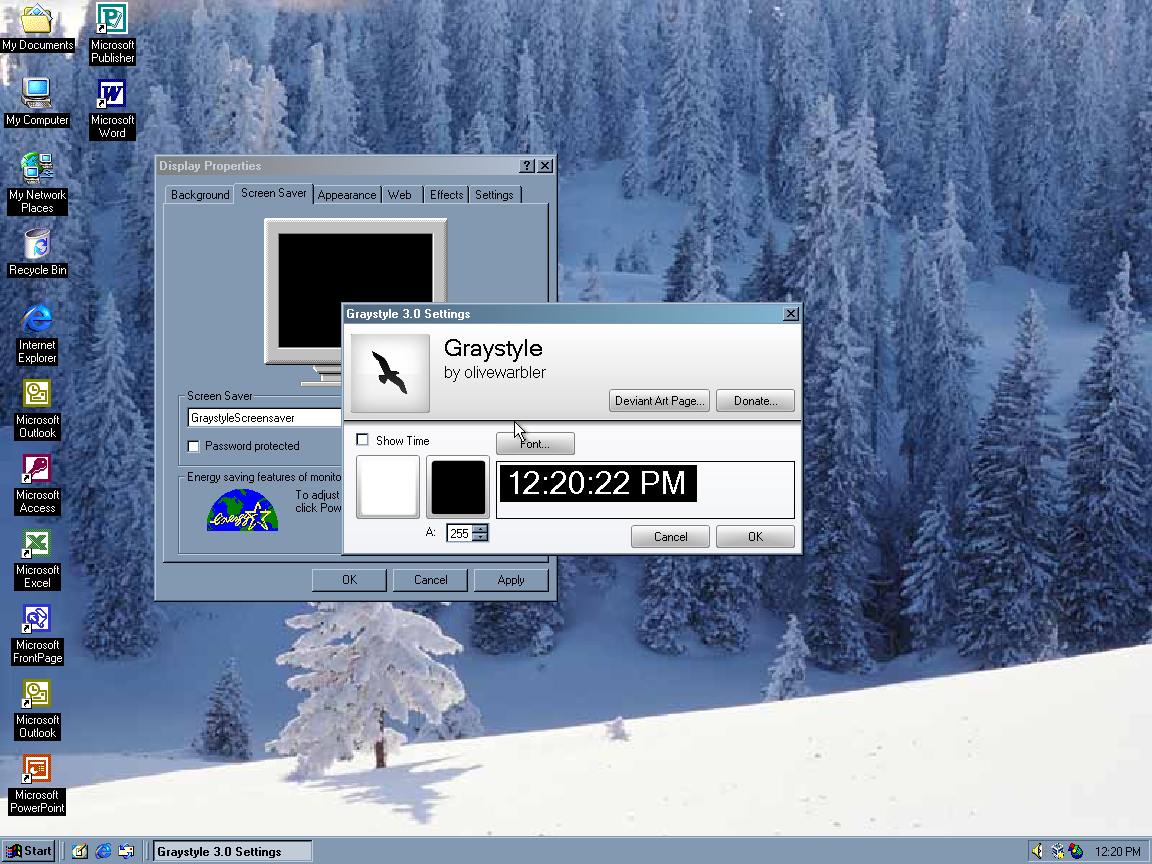 My Documents
Microsoft
Publisher
My Computer
Microsoft
Word
My Network
Places
Recycle Bin
Internet
Explorer
Microsoft
Outlook
Microsoft
Access
Microsoft
Excel
Microsoft
FrontPage
Microsoft
Outlook
Microsoft
PowerPoint
Display Properties
Background
Screen Saver
Appearance
Web
Effects
Settings
Screen Saver
GraystyleScreensaver
Password protected
Energy saving features of monito
To adjust
click Pow
energy
OK
Cancel
Apply
Graystyle 3.0 Settings
Graystyle
by olivewarbler
Deviant Art Page...
Donate...
Show Time
Font...
12:20:22 PM
A:
255
Cancel
OK
Start
Graystyle 3.0 Settings
12:20 PM